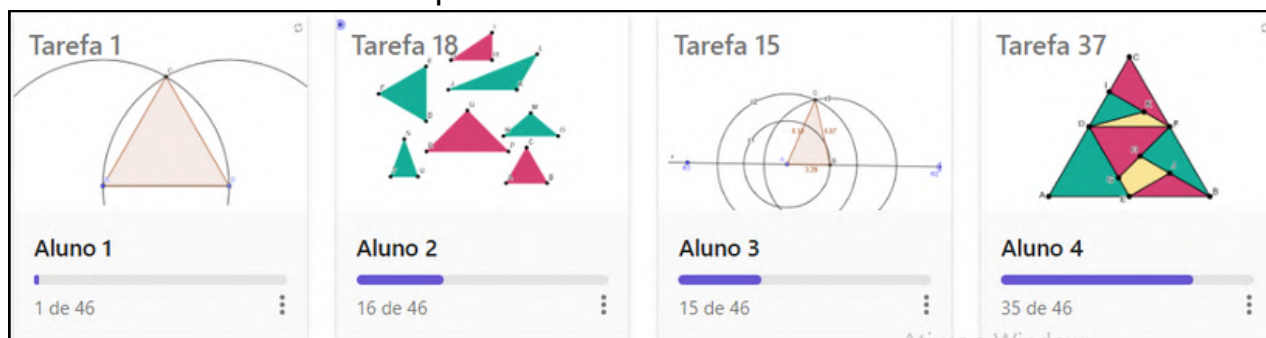 Tarefa 1
Tarefa 18
Tarefa 15
Tarefa 37
Aluno 1
Aluno 2
Aluno 3
Aluno 4
1 de 46
16 de 46
15 de 46
35 de 46